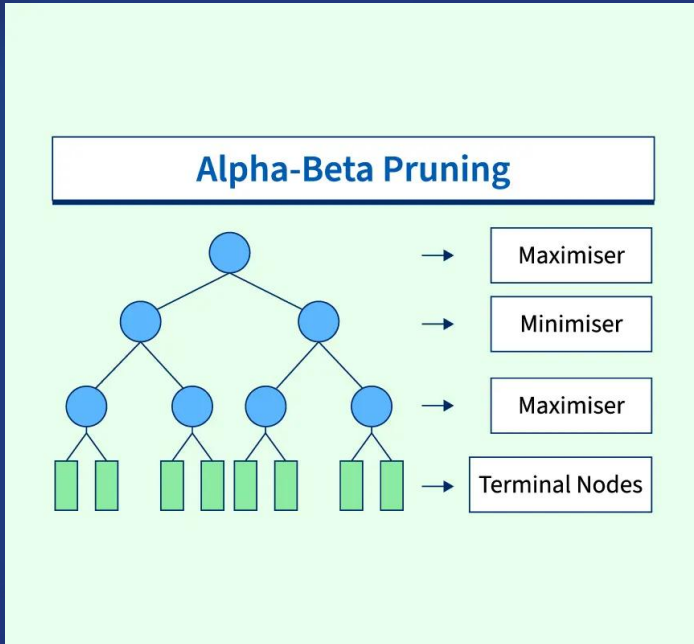 Alpha-Beta Pruning
Maximiser
Minimiser
Maximiser
Terminal Nodes